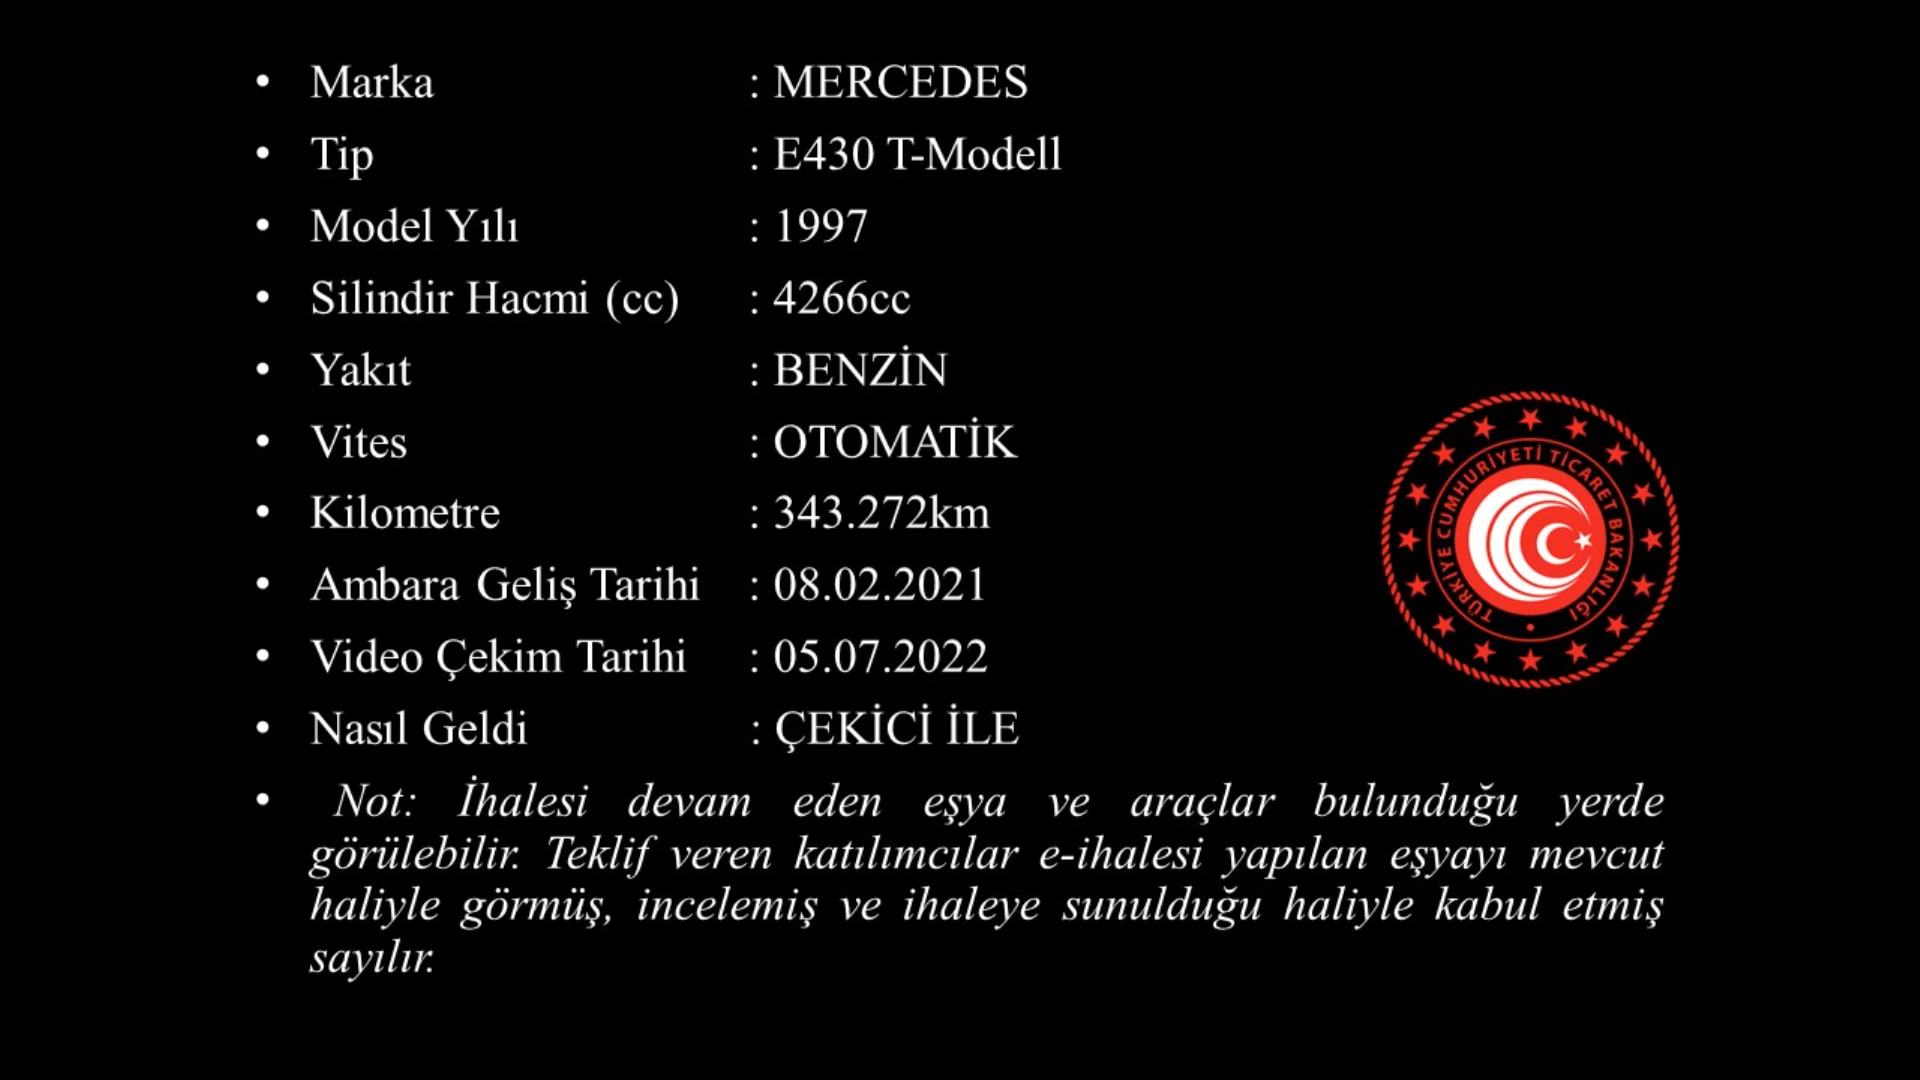 • Marka : MERCEDES
• Tip : E430 T-Modell
• Model Yılı : 1997
• Silindir Hacmi (cc) : 4266cc
• Yakıt : BENZİN
• Vites : OTOMATİK
• Kilometre : 343.272km
• Ambara Geliş Tarihi : 08.02.2021
• Video Çekim Tarihi : 05.07.2022
• Nasıl Geldi : ÇEKİCİ İLE
• Not: İhalesi devam eden eşya ve araçlar bulunduğu yerde
görülebilir. Teklif veren katılımcılar e-ihalesi yapılan eşyayı mevcut
haliyle görmüş, incelemiş ve ihaleye sunulduğu haliyle kabul etmiş
sayılır.
TÜRKİYE CUMHURİYETİ TİCARET BAKANLIĞI